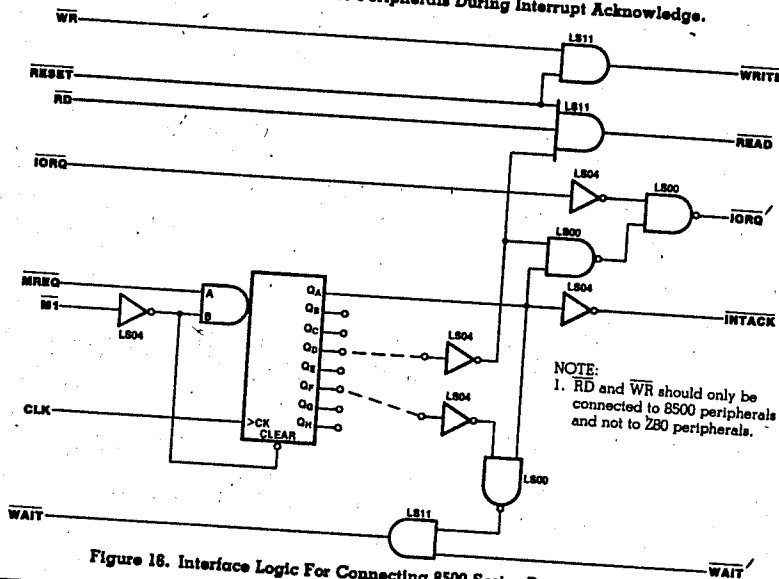 Peripherals During Interrupt Acknowledge.
WR
LS11
WRITE
RESET
RD
LS11
READ
IORQ
LS04
LS00
IORQ′
LS00
MREQ
M1
LS04
A
B
QA
QB
QC
QD
QE
QF
QG
QH
LS04
INTACK
LS04
LS04
NOTE:
1. RD and WR should only be
connected to 8500 peripherals
and not to Z80 peripherals.
CLK
>CK
CLEAR
LS00
WAIT
LS11
WAIT′
Figure 16. Interface Logic For Connecting 8500 Series